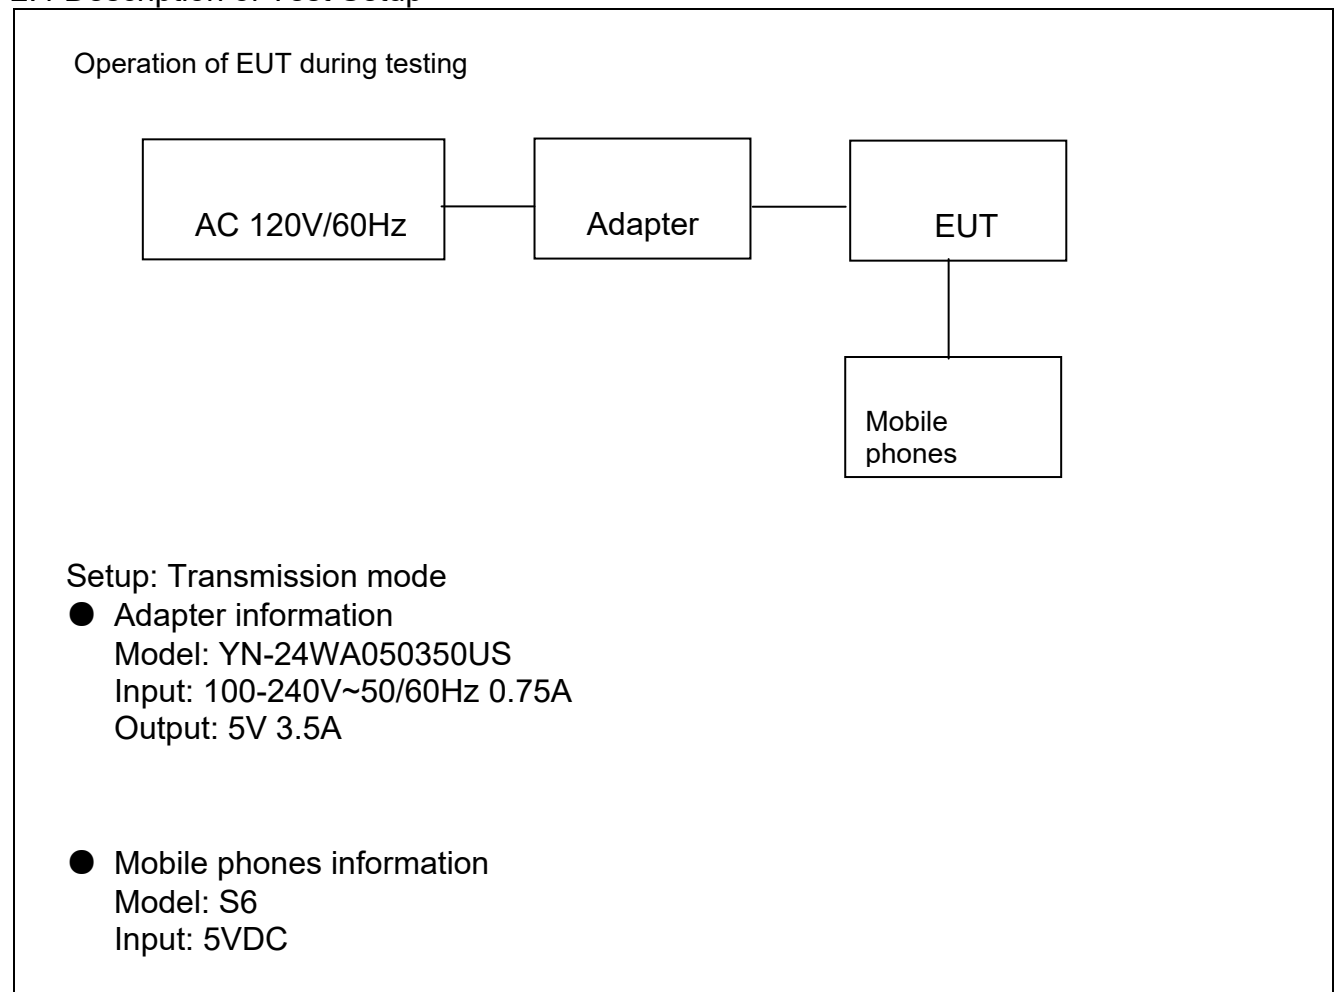 Operation of EUT during testing
AC 120V/60Hz
Adapter
EUT
Mobile
phones
Setup: Transmission mode
● Adapter information
Model: YN-24WA050350US
Input: 100-240V~50/60Hz 0.75A
Output: 5V 3.5A
● Mobile phones information
Model: S6
Input: 5VDC